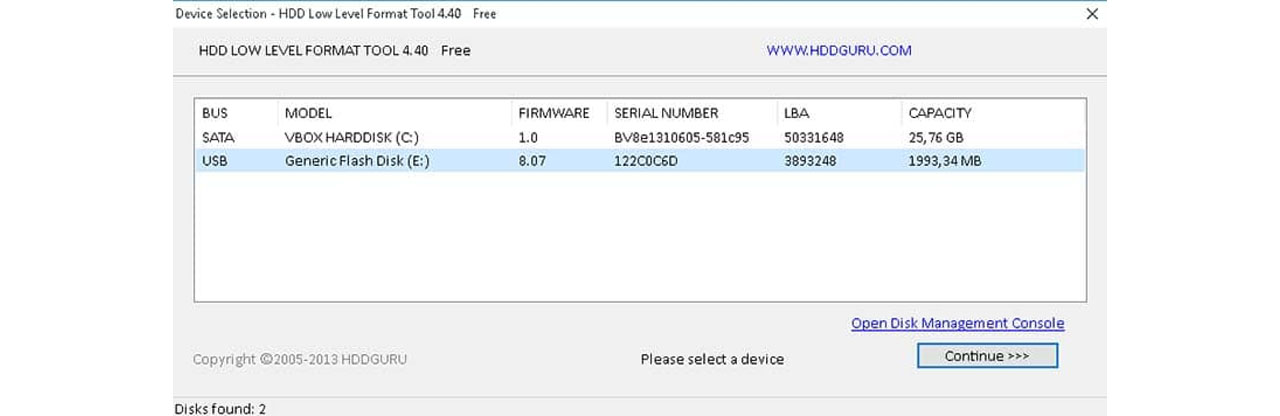 Device Selection - HDD Low Level Format Tool 4.40 Free
HDD LOW LEVEL FORMAT TOOL 4.40 Free WWW.HDDGURU.COM
BUS MODEL FIRMWARE SERIAL NUMBER LBA CAPACITY
SATA VBOX HARDDISK (C:) 1.0 BV8e1310605-581c95 50331648 25,76 GB
USB Generic Flash Disk (E:) 8.07 122C0C6D 3893248 1993,34 MB
Open Disk Management Console
Copyright ©2005-2013 HDDGURU Please select a device Continue >>>
Disks found: 2